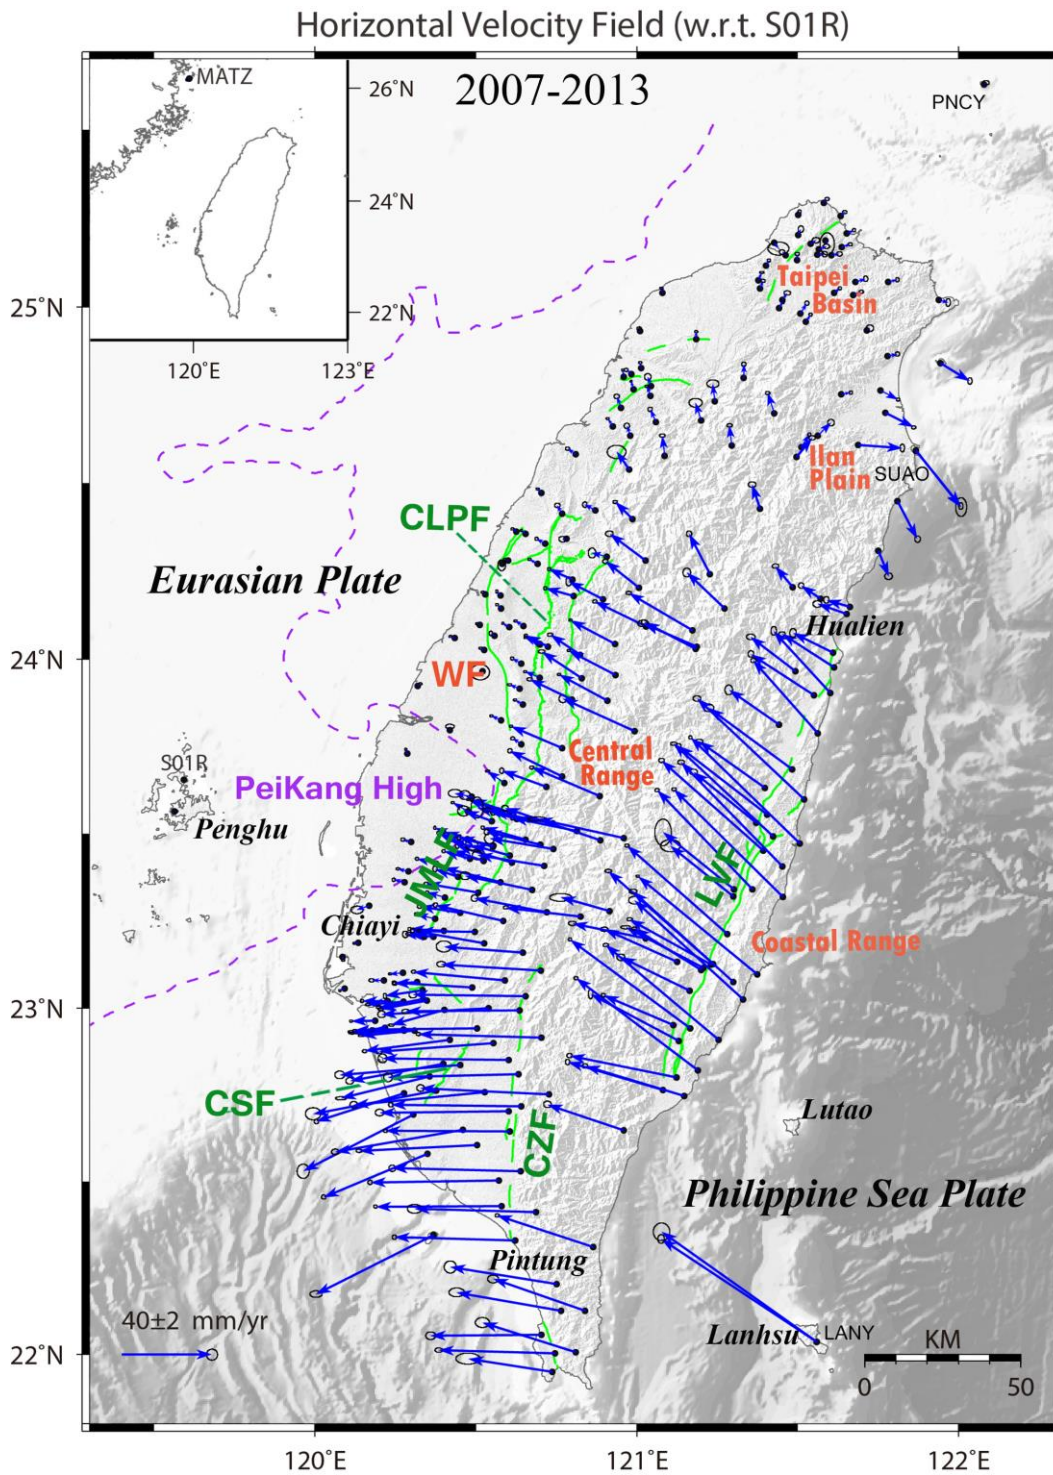 Horizontal Velocity Field (w.r.t. S01R)
2007-2013
MATZ
26°N
24°N
22°N
120°E
123°E
PNCY
25°N
Taipei
Basin
Ilan
Plain
SUAO
CLPF
Eurasian Plate
Hualien
24°N
WF
Central
Range
S01R
PeiKang High
Penghu
JMLF
LVF
Chiayi
Coastal Range
23°N
CSF
CZF
Lutao
Philippine Sea Plate
Pintung
40±2 mm/yr
Lanhsu
LANY
KM
22°N
0
50
120°E
121°E
122°E